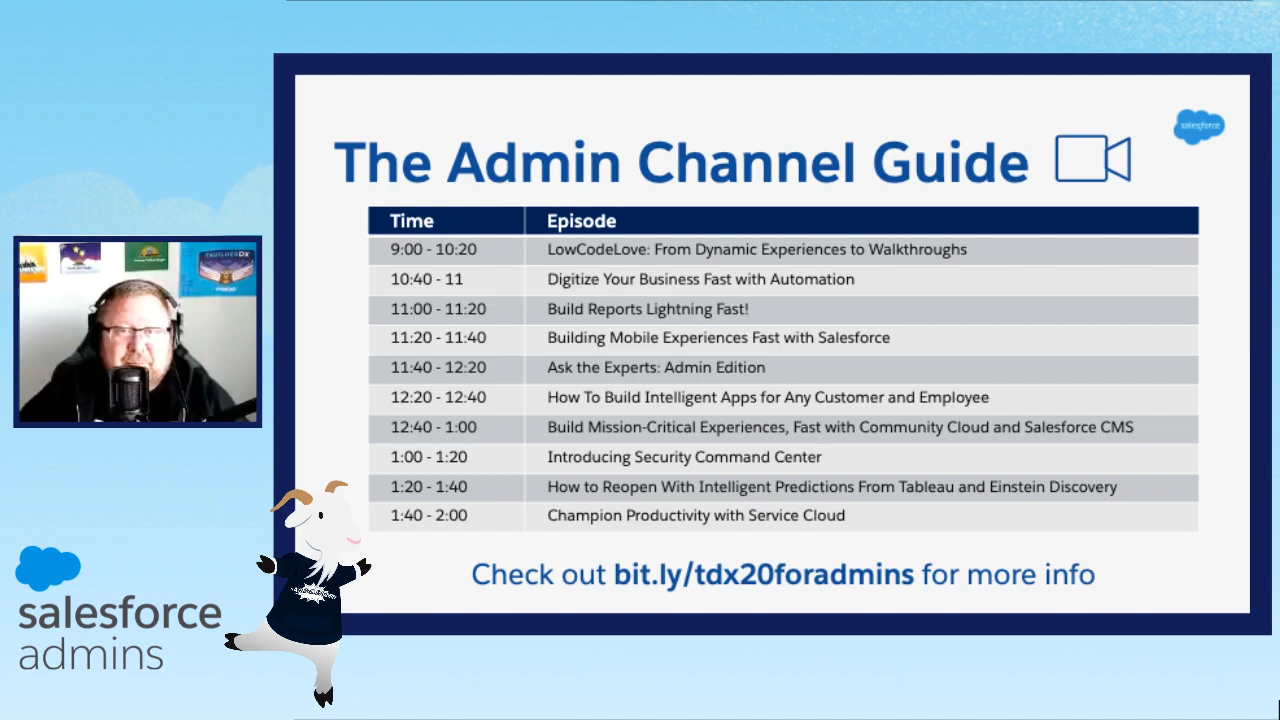 The Admin Channel Guide
salesforce
Time Episode
9:00 - 10:20 LowCodeLove: From Dynamic Experiences to Walkthroughs
10:40 - 11 Digitize Your Business Fast with Automation
11:00 - 11:20 Build Reports Lightning Fast!
11:20 - 11:40 Building Mobile Experiences Fast with Salesforce
11:40 - 12:20 Ask the Experts: Admin Edition
12:20 - 12:40 How To Build Intelligent Apps for Any Customer and Employee
12:40 - 1:00 Build Mission-Critical Experiences, Fast with Community Cloud and Salesforce CMS
1:00 - 1:20 Introducing Security Command Center
1:20 - 1:40 How to Reopen With Intelligent Predictions From Tableau and Einstein Discovery
1:40 - 2:00 Champion Productivity with Service Cloud
Check out bit.ly/tdx20foradmins for more info
salesforce
admins